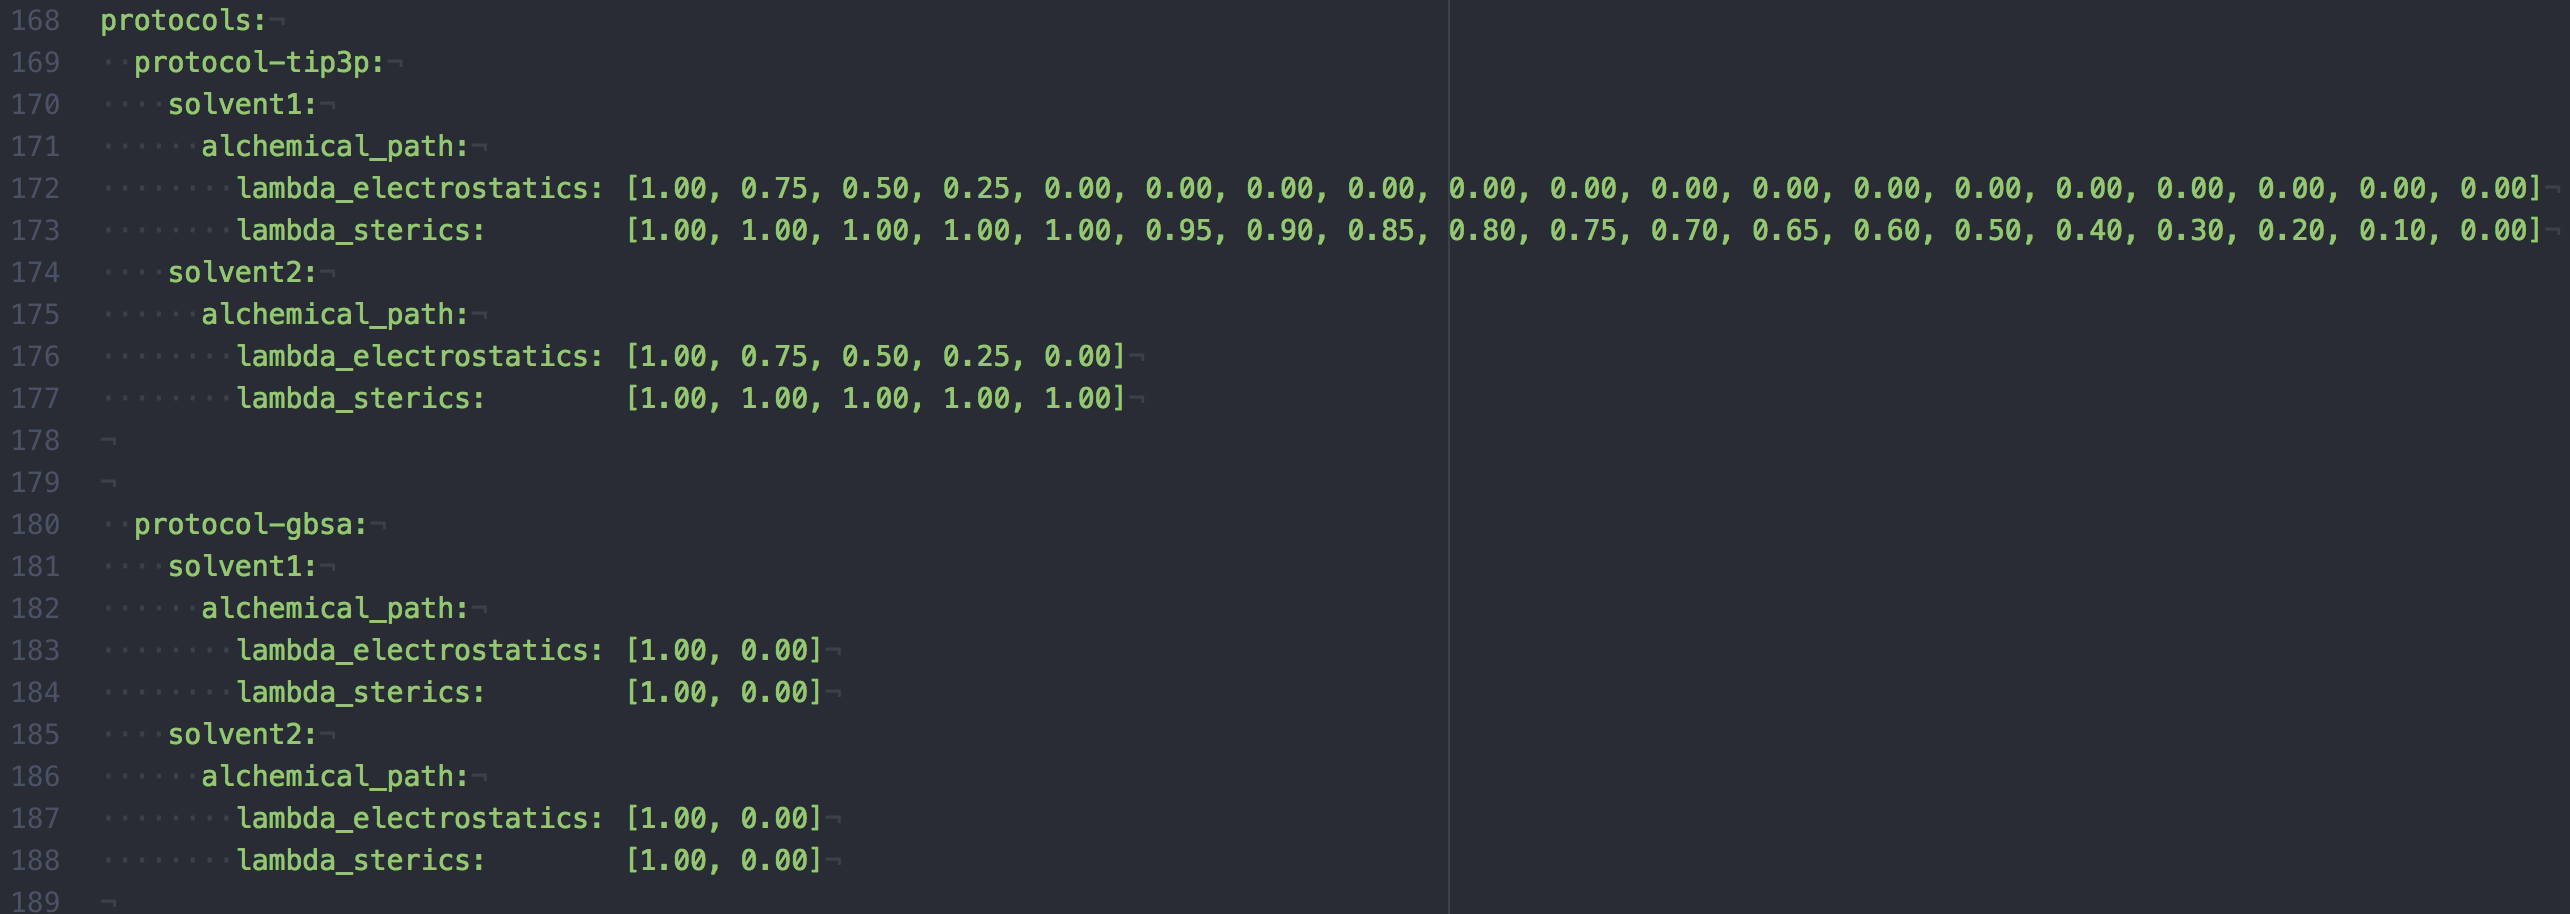 168 protocols:¬
169 ··protocol-tip3p:¬
170 ····solvent1:¬
171 ······alchemical_path:¬
172 ········lambda_electrostatics: [1.00, 0.75, 0.50, 0.25, 0.00, 0.00, 0.00, 0.00, 0.00, 0.00, 0.00, 0.00, 0.00, 0.00, 0.00, 0.00, 0.00, 0.00, 0.00]¬
173 ········lambda_sterics:        [1.00, 1.00, 1.00, 1.00, 1.00, 0.95, 0.90, 0.85, 0.80, 0.75, 0.70, 0.65, 0.60, 0.50, 0.40, 0.30, 0.20, 0.10, 0.00]¬
174 ····solvent2:¬
175 ······alchemical_path:¬
176 ········lambda_electrostatics: [1.00, 0.75, 0.50, 0.25, 0.00]¬
177 ········lambda_sterics:        [1.00, 1.00, 1.00, 1.00, 1.00]¬
178 ¬
179 ¬
180 ··protocol-gbsa:¬
181 ····solvent1:¬
182 ······alchemical_path:¬
183 ········lambda_electrostatics: [1.00, 0.00]¬
184 ········lambda_sterics:        [1.00, 0.00]¬
185 ····solvent2:¬
186 ······alchemical_path:¬
187 ········lambda_electrostatics: [1.00, 0.00]¬
188 ········lambda_sterics:        [1.00, 0.00]¬
189 ¬